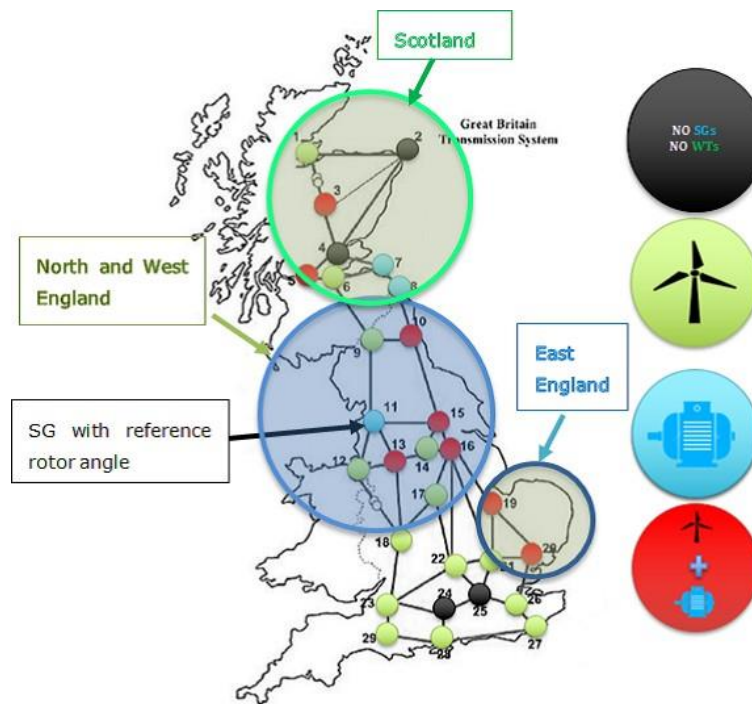 Scotland
Great Britain
Transmission System
NO SGs
NO WTs
1
2
3
4
5
6
7
8
North and West
England
9
10
East
England
SG with reference
rotor angle
11
12
13
14
15
16
17
18
19
20
21
22
23
24
25
26
27
28
29